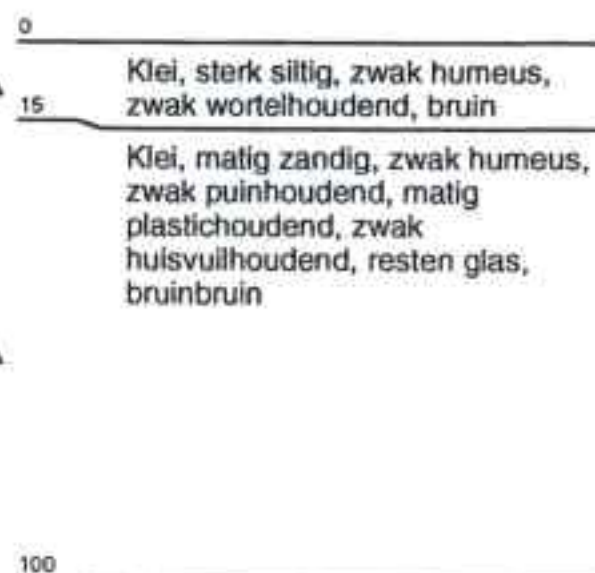 0
Klei, sterk siltig, zwak humeus,
15
zwak wortelhoudend, bruin
Klei, matig zandig, zwak humeus,
zwak puinhoudend, matig
plastichoudend, zwak
huisvuilhoudend, resten glas,
bruinbruin
100